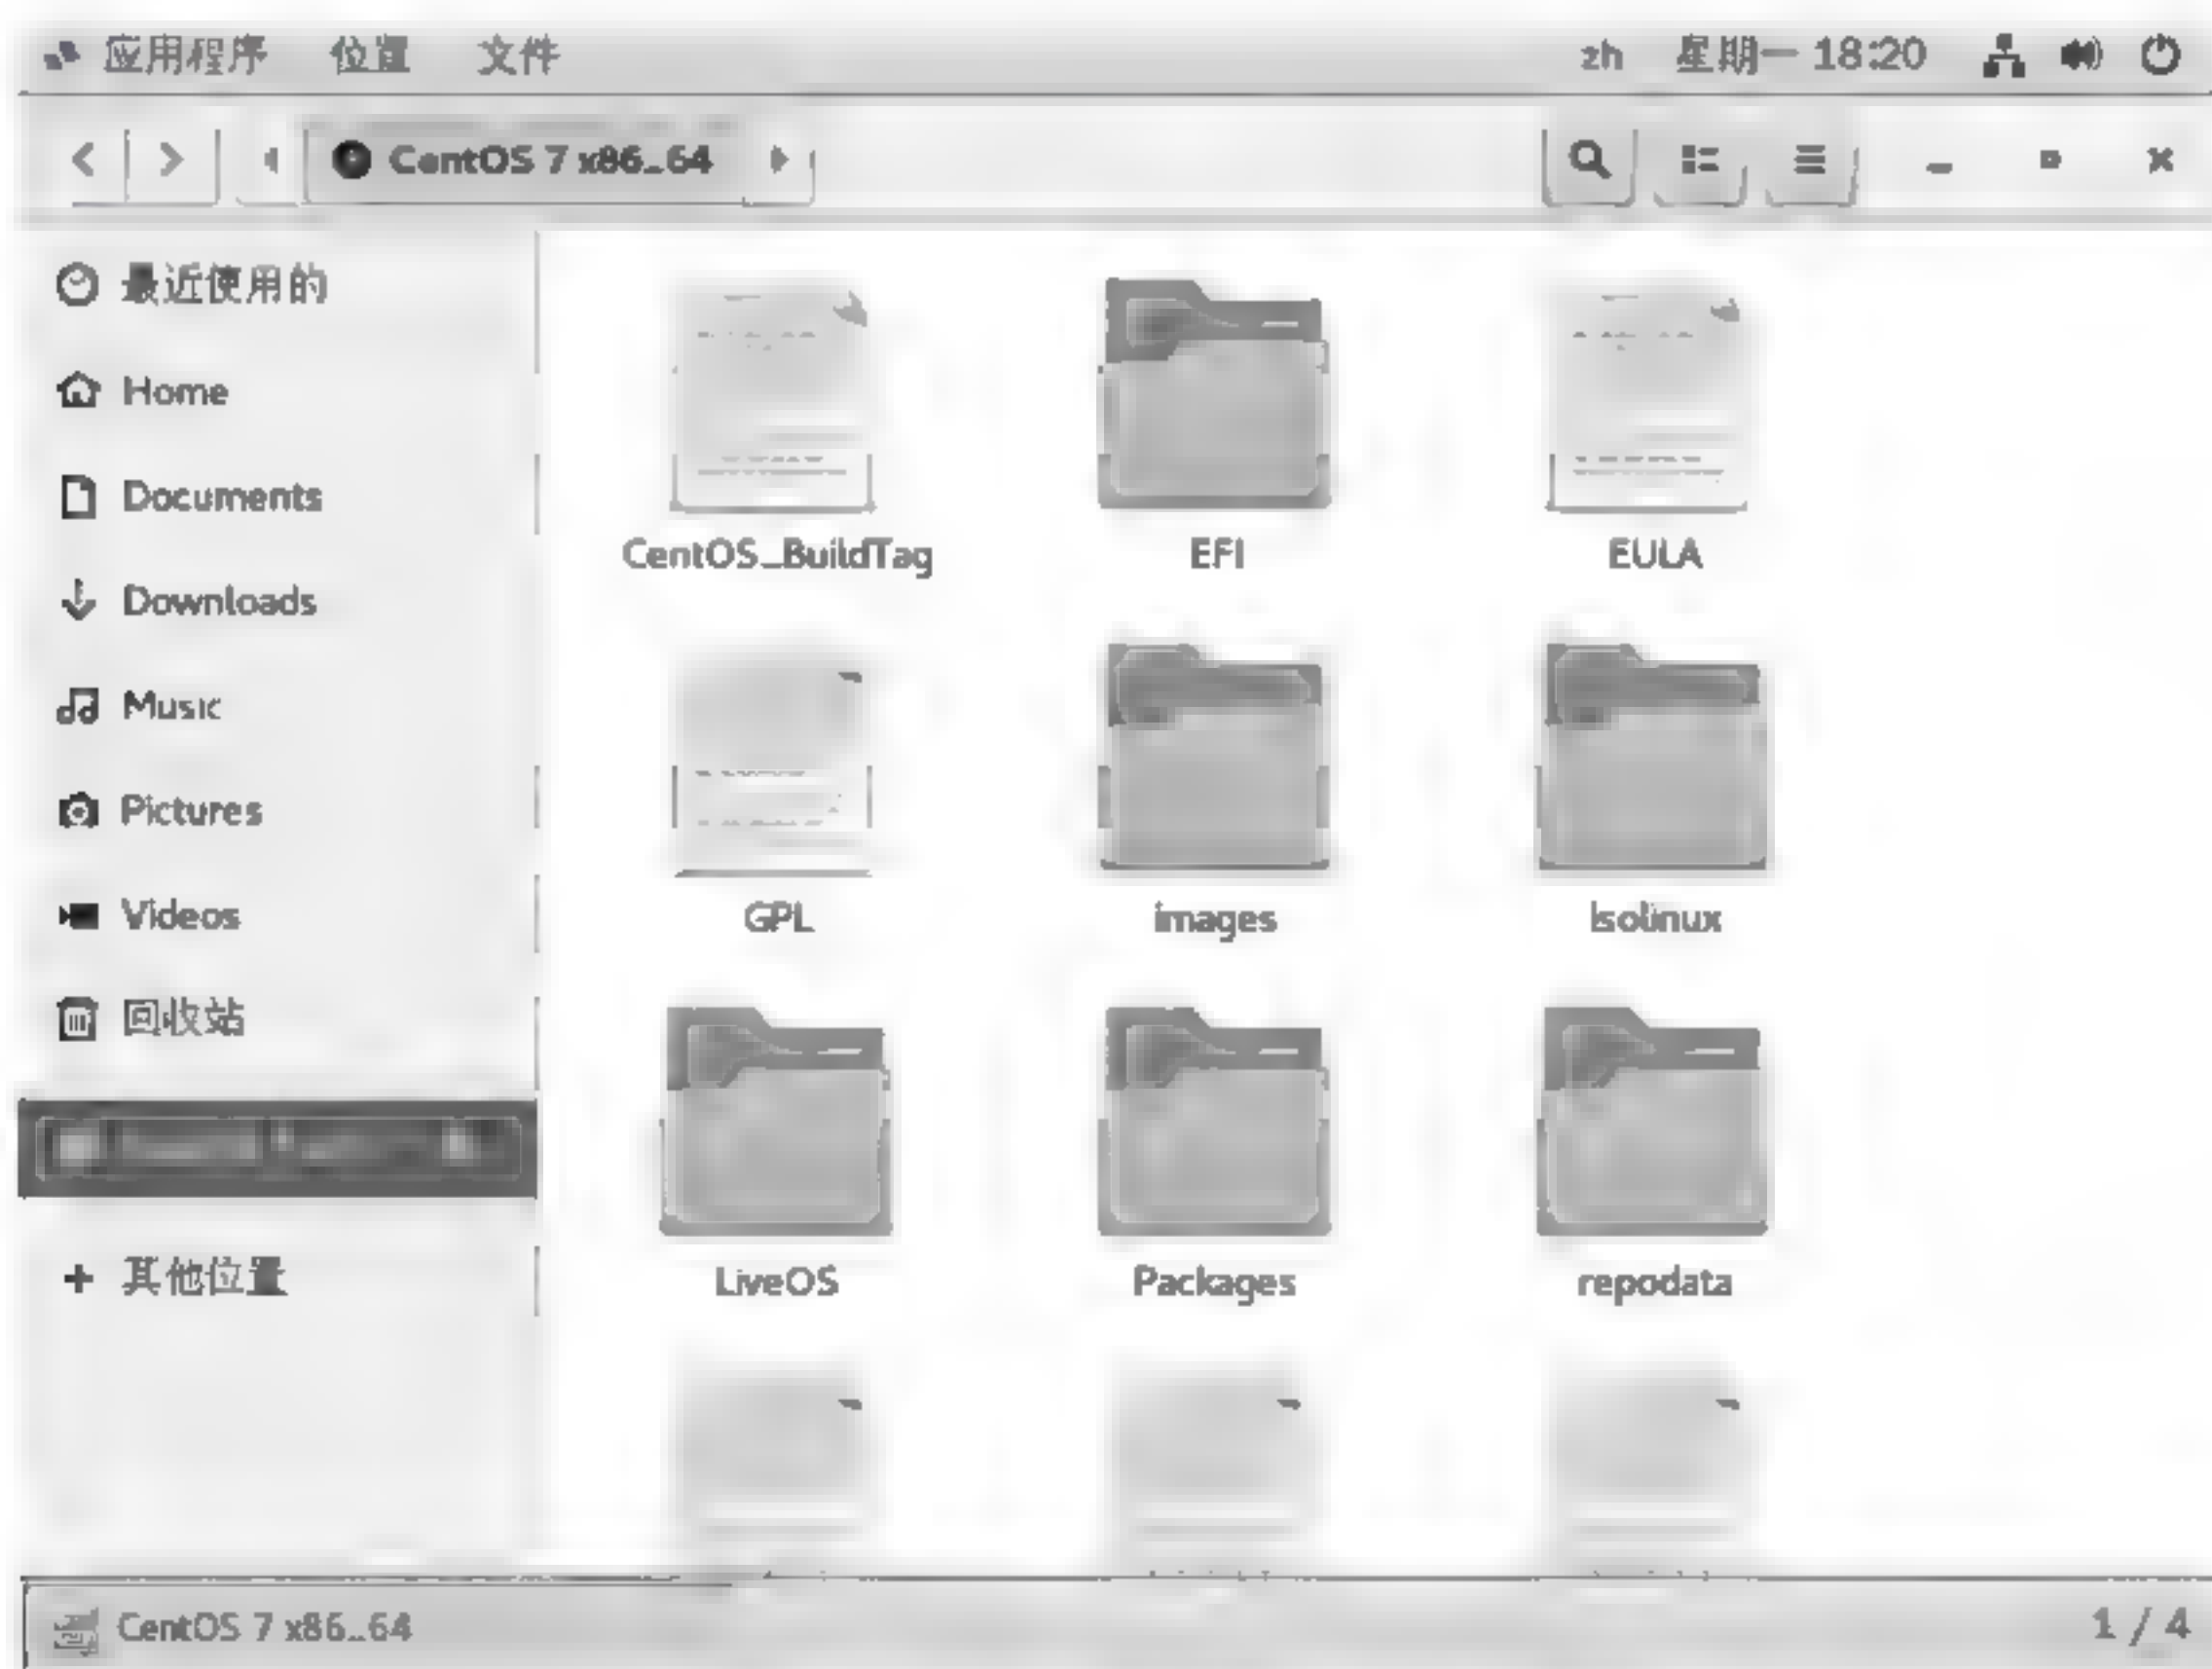 应用程序 位置 文件 zh 星期一 18:20
CentOS 7 x86_64
最近使用的
Home
Documents
Downloads
Music
Pictures
Videos
回收站
其他位置
CentOS_BuildTag EFI EULA
GPL images isolinux
LiveOS Packages repodata
CentOS 7 x86_64 1 / 4